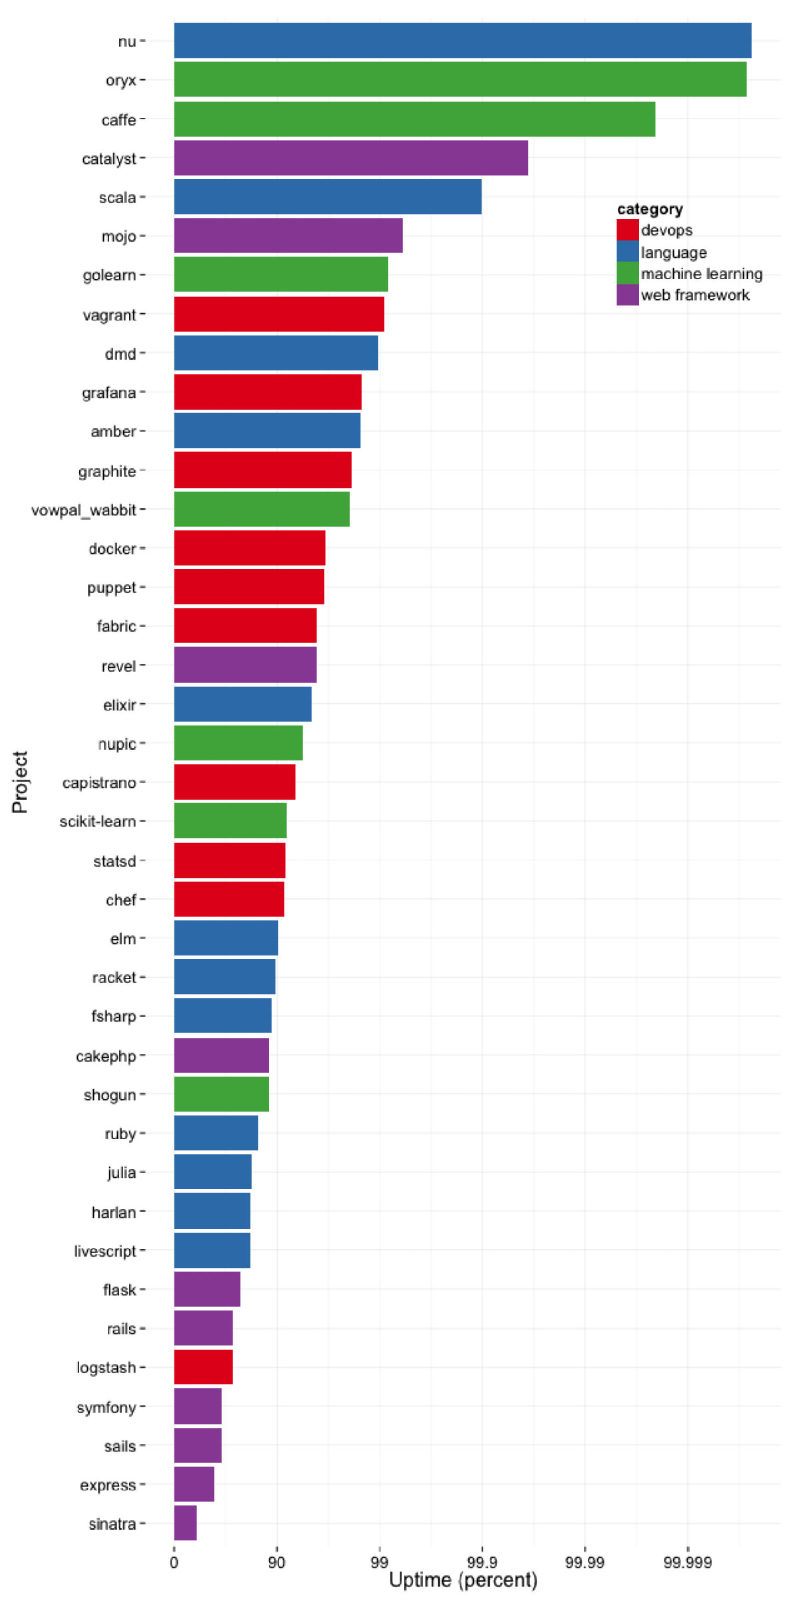 nu
oryx
caffe
catalyst
scala
mojo
golearn
vagrant
dmd
grafana
amber
graphite
vowpal_wabbit
docker
puppet
fabric
revel
elixir
nupic
capistrano
scikit-learn
statsd
chef
elm
racket
fsharp
cakephp
shogun
ruby
julia
harlan
livescript
flask
rails
logstash
symfony
sails
express
sinatra
Project
category
devops
language
machine learning
web framework
0 90 99 99.9 99.99 99.999
Uptime (percent)